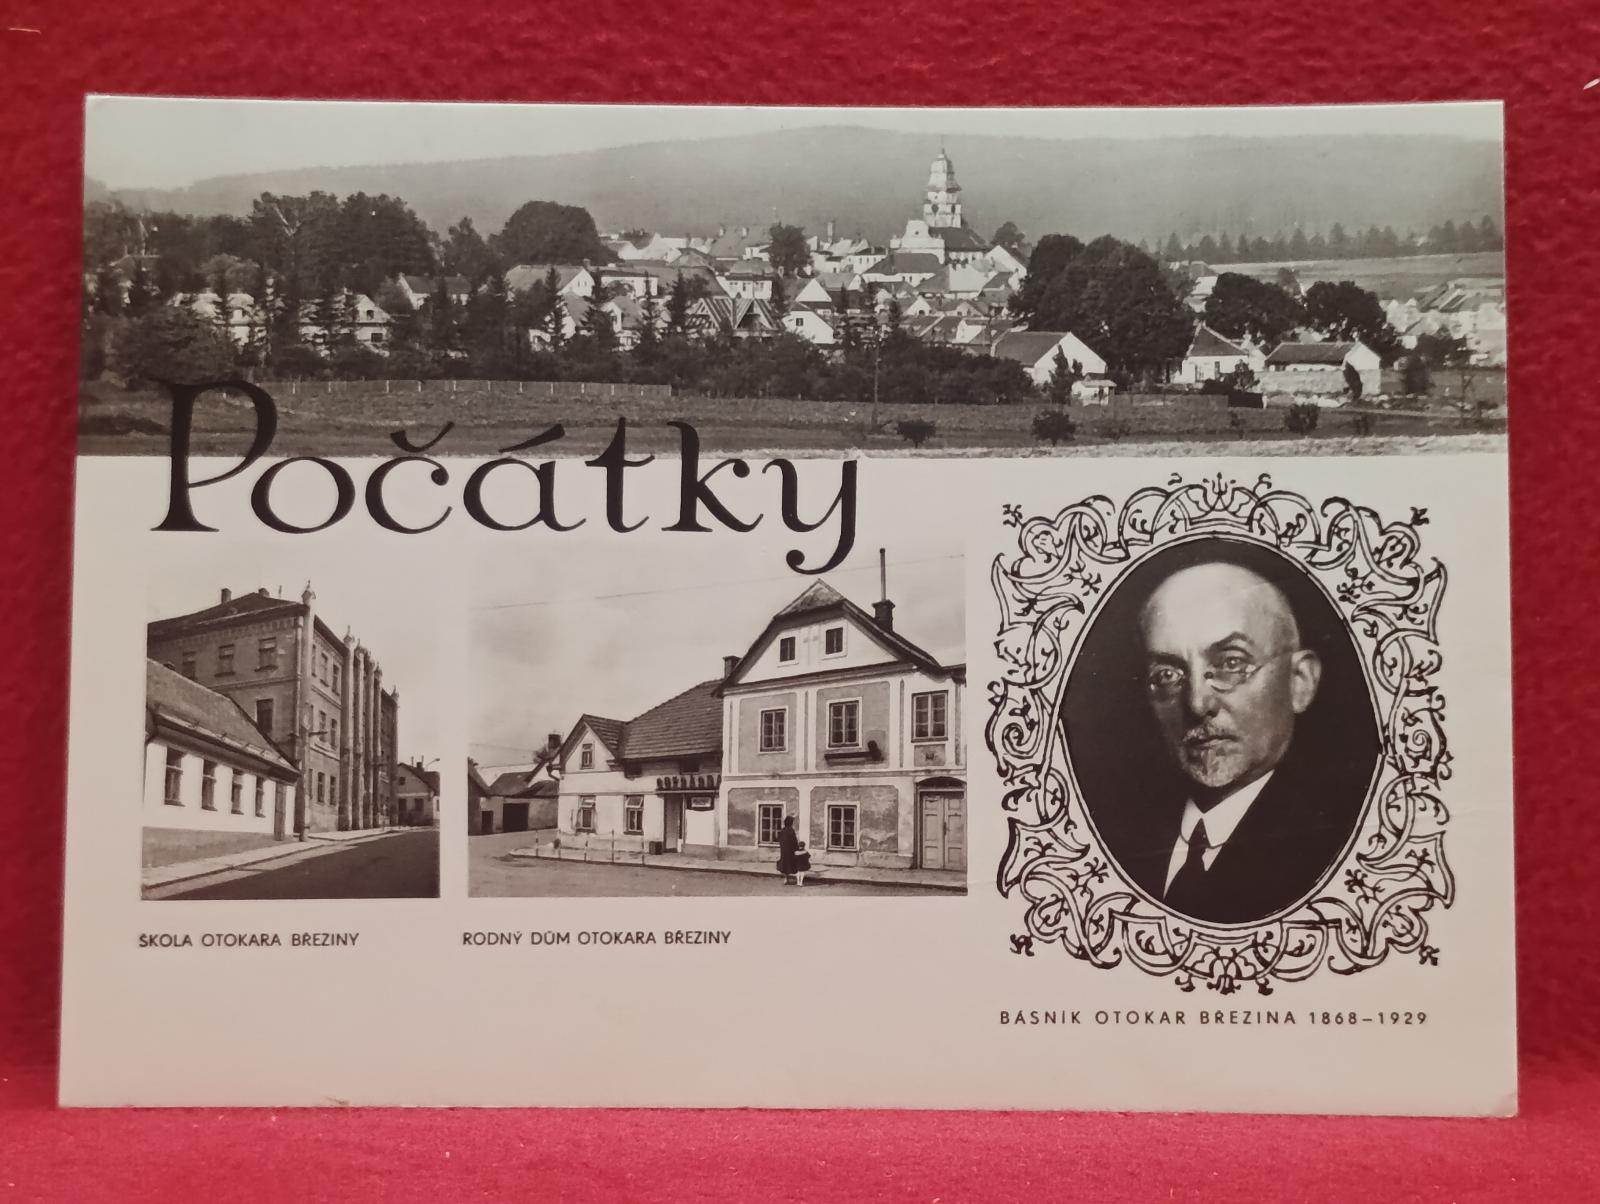 Počátky
ŠKOLA OTOKARA BŘEZINY
RODNÝ DŮM OTOKARA BŘEZINY
BÁSNÍK OTOKAR BŘEZINA 1868–1929